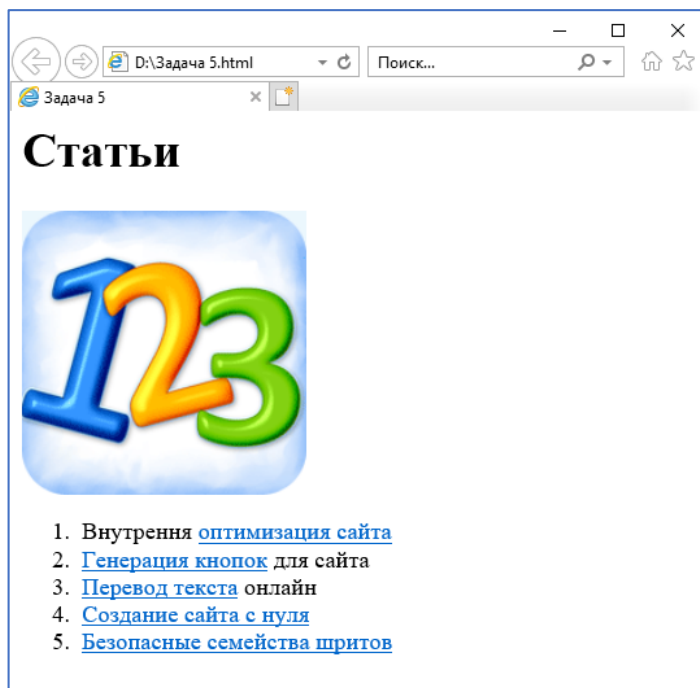 D:\Задача 5.html
Поиск...
Задача 5
Статьи
123
1. Внутрення оптимизация сайта
2. Генерация кнопок для сайта
3. Перевод текста онлайн
4. Создание сайта с нуля
5. Безопасные семейства шритов